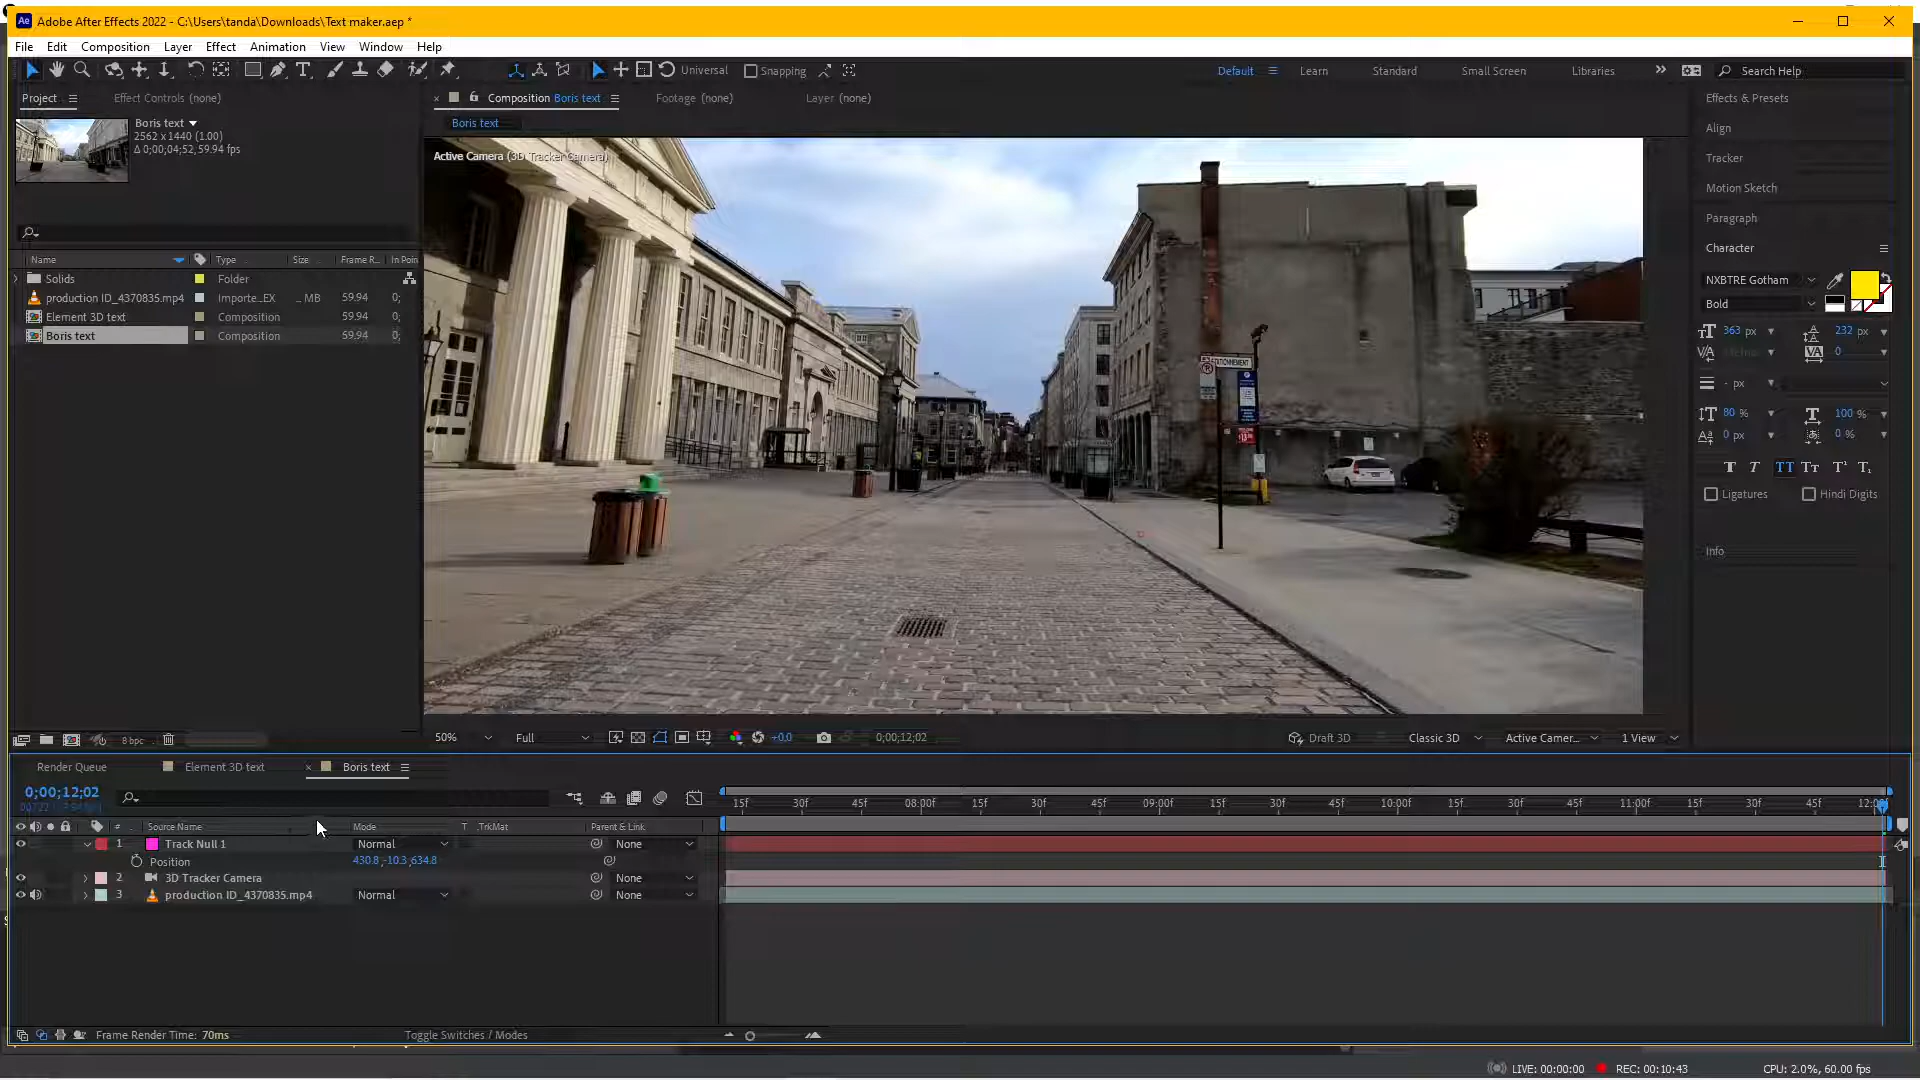 Adobe After Effects 2022 - C:\Users\tanda\Downloads\Text maker.aep *
File Edit Composition Layer Effect Animation View Window Help
Universal Snapping Default Learn Standard Small Screen Libraries Search Help
Project Effect Controls (none) Composition Boris text Footage (none) Layer (none) Effects & Presets
Boris text
Boris text
2562 x 1440 (1.00)
Δ 0;00;04;52, 59.94 fps
Active Camera (3D Tracker Camera)
Align
Tracker
Motion Sketch
Paragraph
Character
Name Type Size Frame R... In Poin
Solids Folder
production ID_4370835.mp4 Importe...EX ... MB 59.94 0;
Element 3D text Composition 59.94 0;
Boris text Composition 59.94 0;
NXBTRE Gotham
Bold
363 px 232 px
0
- px
80 % 100 %
0 px 0 %
Ligatures Hindi Digits
Info
8 bpc 50% Full +0.0 0;00;12;02 Draft 3D Classic 3D Active Camer... 1 View
Render Queue Element 3D text Boris text
0;00;12;02
15f 30f 45f 08:00f 15f 30f 45f 09:00f 15f 30f 45f 10:00f 15f 30f 45f 11:00f 15f 30f 45f
# Source Name Mode T .TrkMat Parent & Link
1 Track Null 1 Normal None
Position 430.8,-10.3,634.8
2 3D Tracker Camera None
3 production ID_4370835.mp4 Normal None
Frame Render Time: 70ms Toggle Switches / Modes
LIVE: 00:00:00 REC: 00:10:43 CPU: 2.0%, 60.00 fps